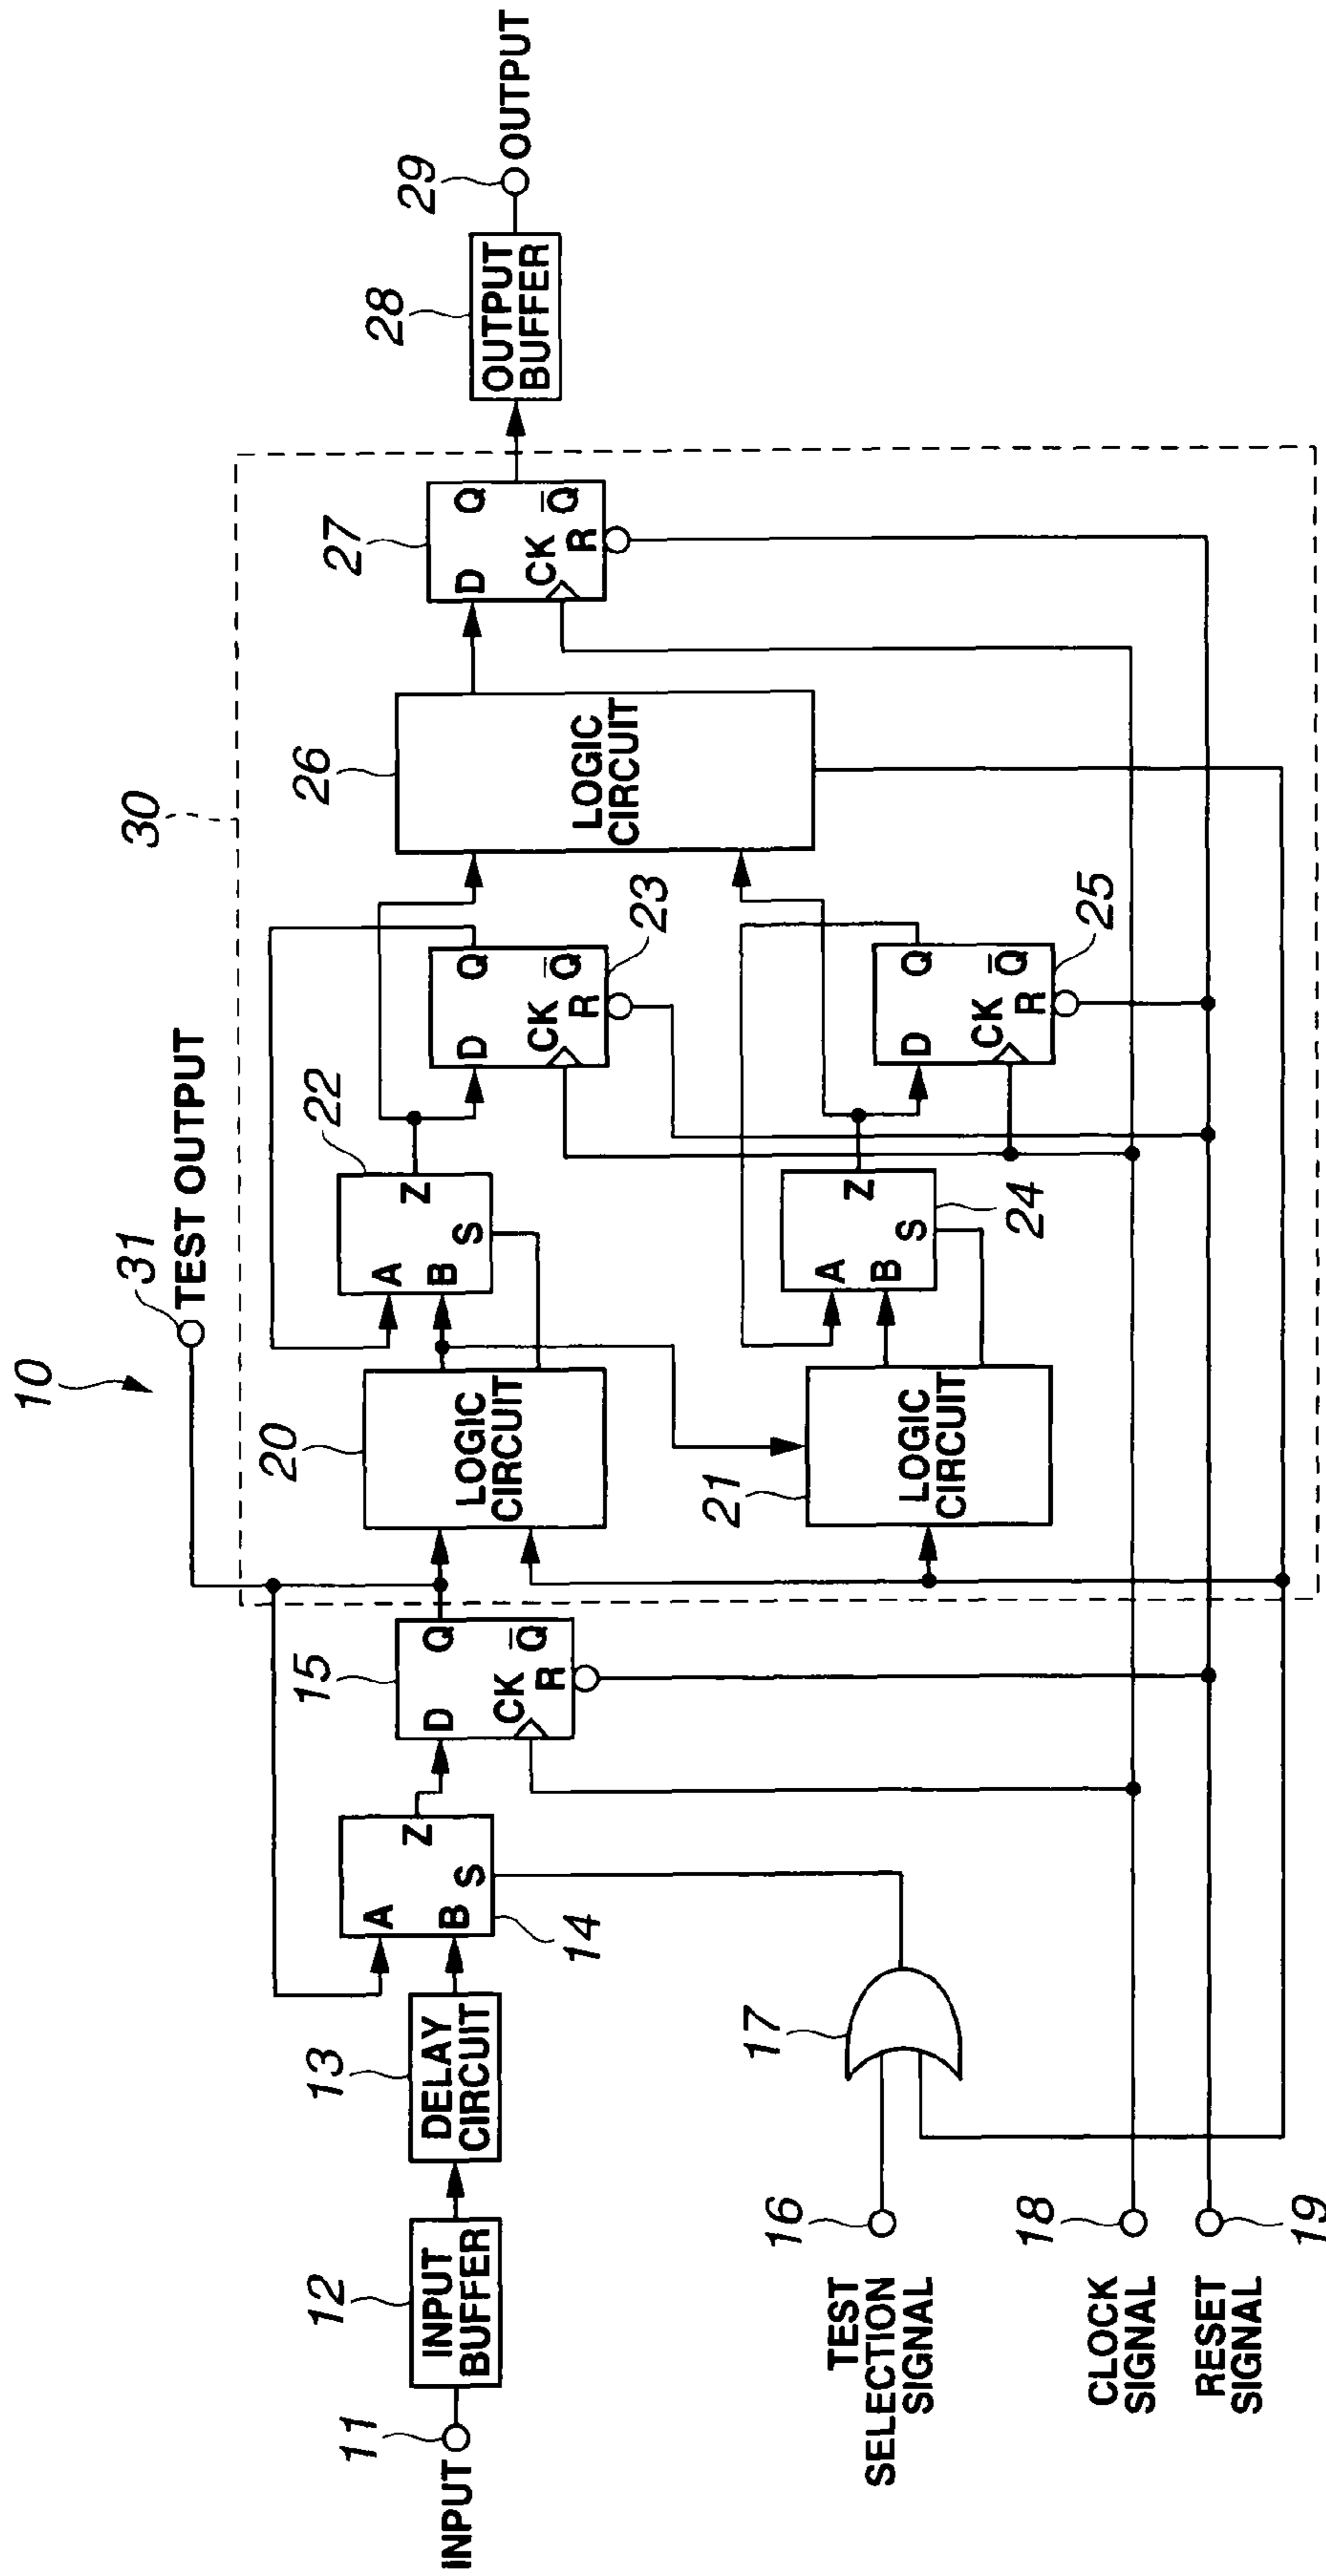 10
31
TEST OUTPUT
30
INPUT
11
12
INPUT
BUFFER
13
DELAY
CIRCUIT
14
A
B
Z
S
15
D
Q
CK
Q̅
R
20
LOGIC
CIRCUIT
22
A
B
Z
S
23
D
Q
CK
Q̅
R
26
LOGIC
CIRCUIT
27
D
Q
CK
Q̅
R
28
OUTPUT
BUFFER
29
OUTPUT
21
LOGIC
CIRCUIT
24
A
B
Z
S
25
D
Q
CK
Q̅
R
17
16
TEST
SELECTION
SIGNAL
18
CLOCK
SIGNAL
19
RESET
SIGNAL